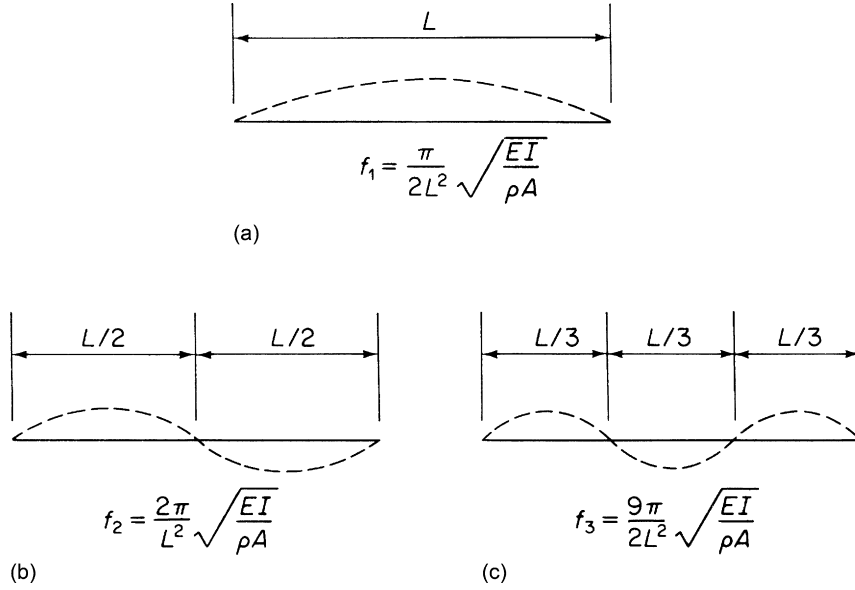 L
f₁ = π/2L² √EI/ρA
(a)
L/2 L/2
f₂ = 2π/L² √EI/ρA
(b)
L/3 L/3 L/3
f₃ = 9π/2L² √EI/ρA
(c)